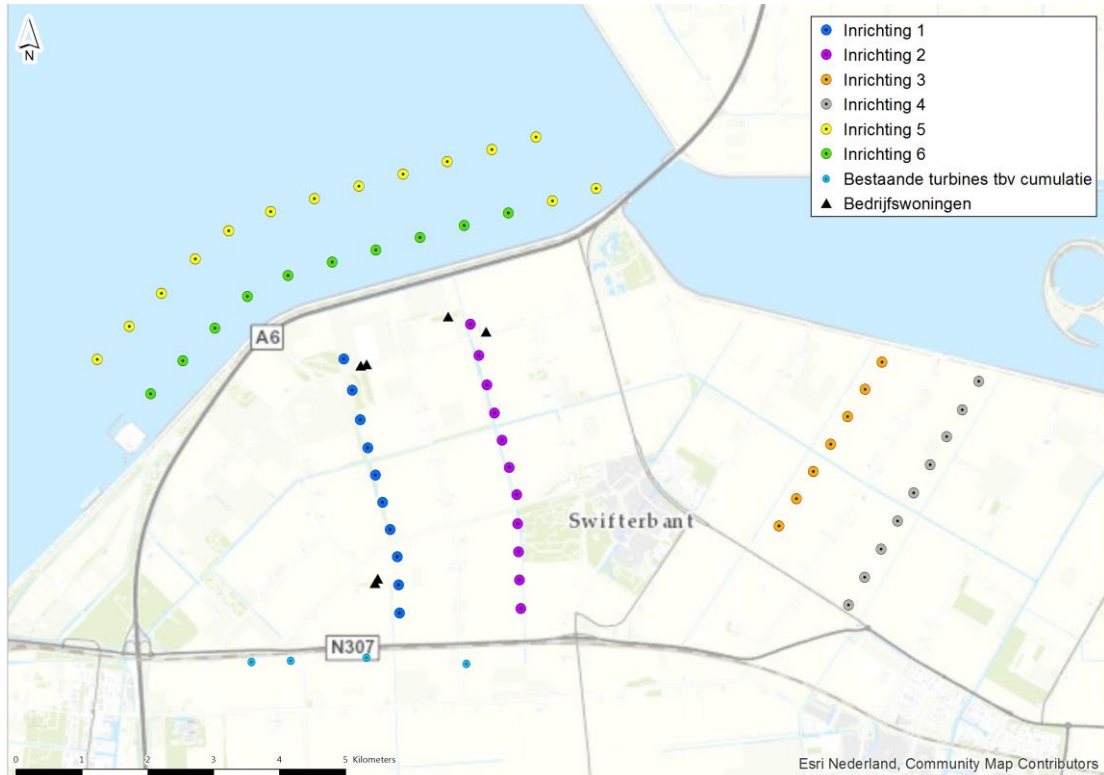 N
Inrichting 1
Inrichting 2
Inrichting 3
Inrichting 4
Inrichting 5
Inrichting 6
Bestaande turbines tbv cumulatie
Bedrijfswoningen
A6
Swifterbant
N307
0 1 2 3 4 5 Kilometers
Esri Nederland, Community Map Contributors